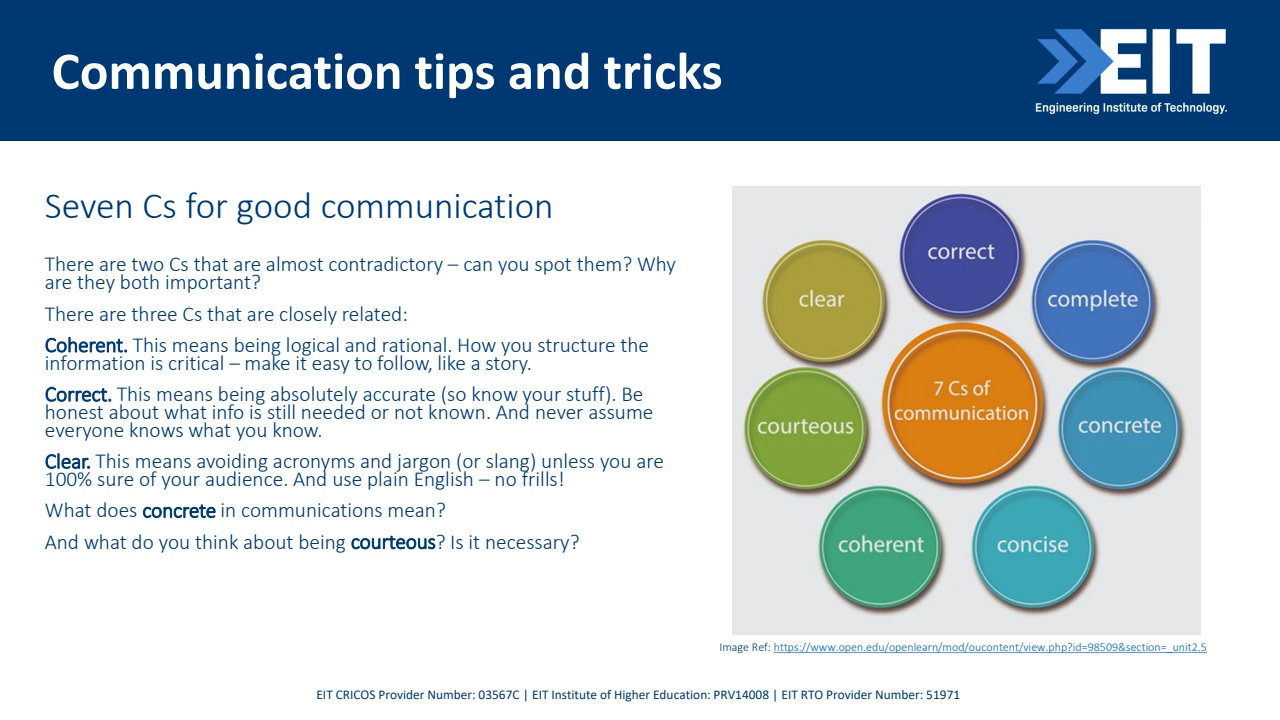 Communication tips and tricks
EIT
Engineering Institute of Technology.
Seven Cs for good communication
There are two Cs that are almost contradictory – can you spot them? Why
are they both important?
There are three Cs that are closely related:
Coherent. This means being logical and rational. How you structure the
information is critical – make it easy to follow, like a story.
Correct. This means being absolutely accurate (so know your stuff). Be
honest about what info is still needed or not known. And never assume
everyone knows what you know.
Clear. This means avoiding acronyms and jargon (or slang) unless you are
100% sure of your audience. And use plain English – no frills!
What does concrete in communications mean?
And what do you think about being courteous? Is it necessary?
correct
clear
complete
7 Cs of
communication
courteous
concrete
coherent
concise
Image Ref: https://www.open.edu/openlearn/mod/oucontent/view.php?id=98509&section=_unit2.5
EIT CRICOS Provider Number: 03567C | EIT Institute of Higher Education: PRV14008 | EIT RTO Provider Number: 51971